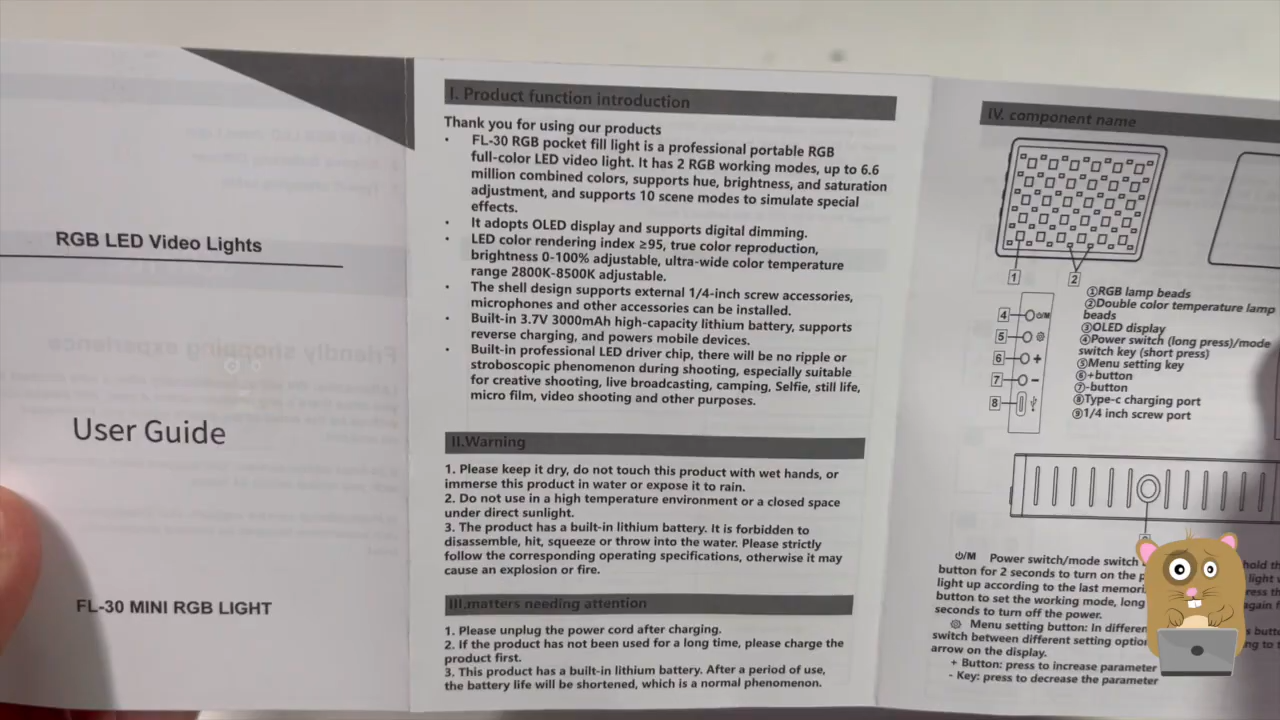 RGB LED Video Lights
User Guide
FL-30 MINI RGB LIGHT
I. Product function introduction
Thank you for using our products
• FL-30 RGB pocket fill light is a professional portable RGB
full-color LED video light. It has 2 RGB working modes, up to 6.6
million combined colors, supports hue, brightness, and saturation
adjustment, and supports 10 scene modes to simulate special
effects.
• It adopts OLED display and supports digital dimming.
• LED color rendering index ≥95, true color reproduction,
brightness 0-100% adjustable, ultra-wide color temperature
range 2800K-8500K adjustable.
• The shell design supports external 1/4-inch screw accessories,
microphones and other accessories can be installed.
• Built-in 3.7V 3000mAh high-capacity lithium battery, supports
reverse charging, and powers mobile devices.
• Built-in professional LED driver chip, there will be no ripple or
stroboscopic phenomenon during shooting, especially suitable
for creative shooting, live broadcasting, camping, Selfie, still life,
micro film, video shooting and other purposes.
II.Warning
1. Please keep it dry, do not touch this product with wet hands, or
immerse this product in water or expose it to rain.
2. Do not use in a high temperature environment or a closed space
under direct sunlight.
3. The product has a built-in lithium battery. It is forbidden to
disassemble, hit, squeeze or throw into the water. Please strictly
follow the corresponding operating specifications, otherwise it may
cause an explosion or fire.
III.matters needing attention
1. Please unplug the power cord after charging.
2. If the product has not been used for a long time, please charge the
product first.
3. This product has a built-in lithium battery. After a period of use,
the battery life will be shortened, which is a normal phenomenon.
IV. component name
1
2
4 ⏻/M
5
6 +
7 -
8
①RGB lamp beads
②Double color temperature lamp
beads
③OLED display
④Power switch (long press)/mode
switch key (short press)
⑤Menu setting key
⑥+button
⑦-button
⑧Type-c charging port
⑨1/4 inch screw port
⏻/M Power switch/mode switch hold th
button for 2 seconds to turn on the light
light up according to the last press th
button to set the working mode, long again
seconds to turn off the power.
Menu setting button: In
switch between different setting to
arrow on the display.
+ Button: press to increase parameter
- Key: press to decrease the parameter